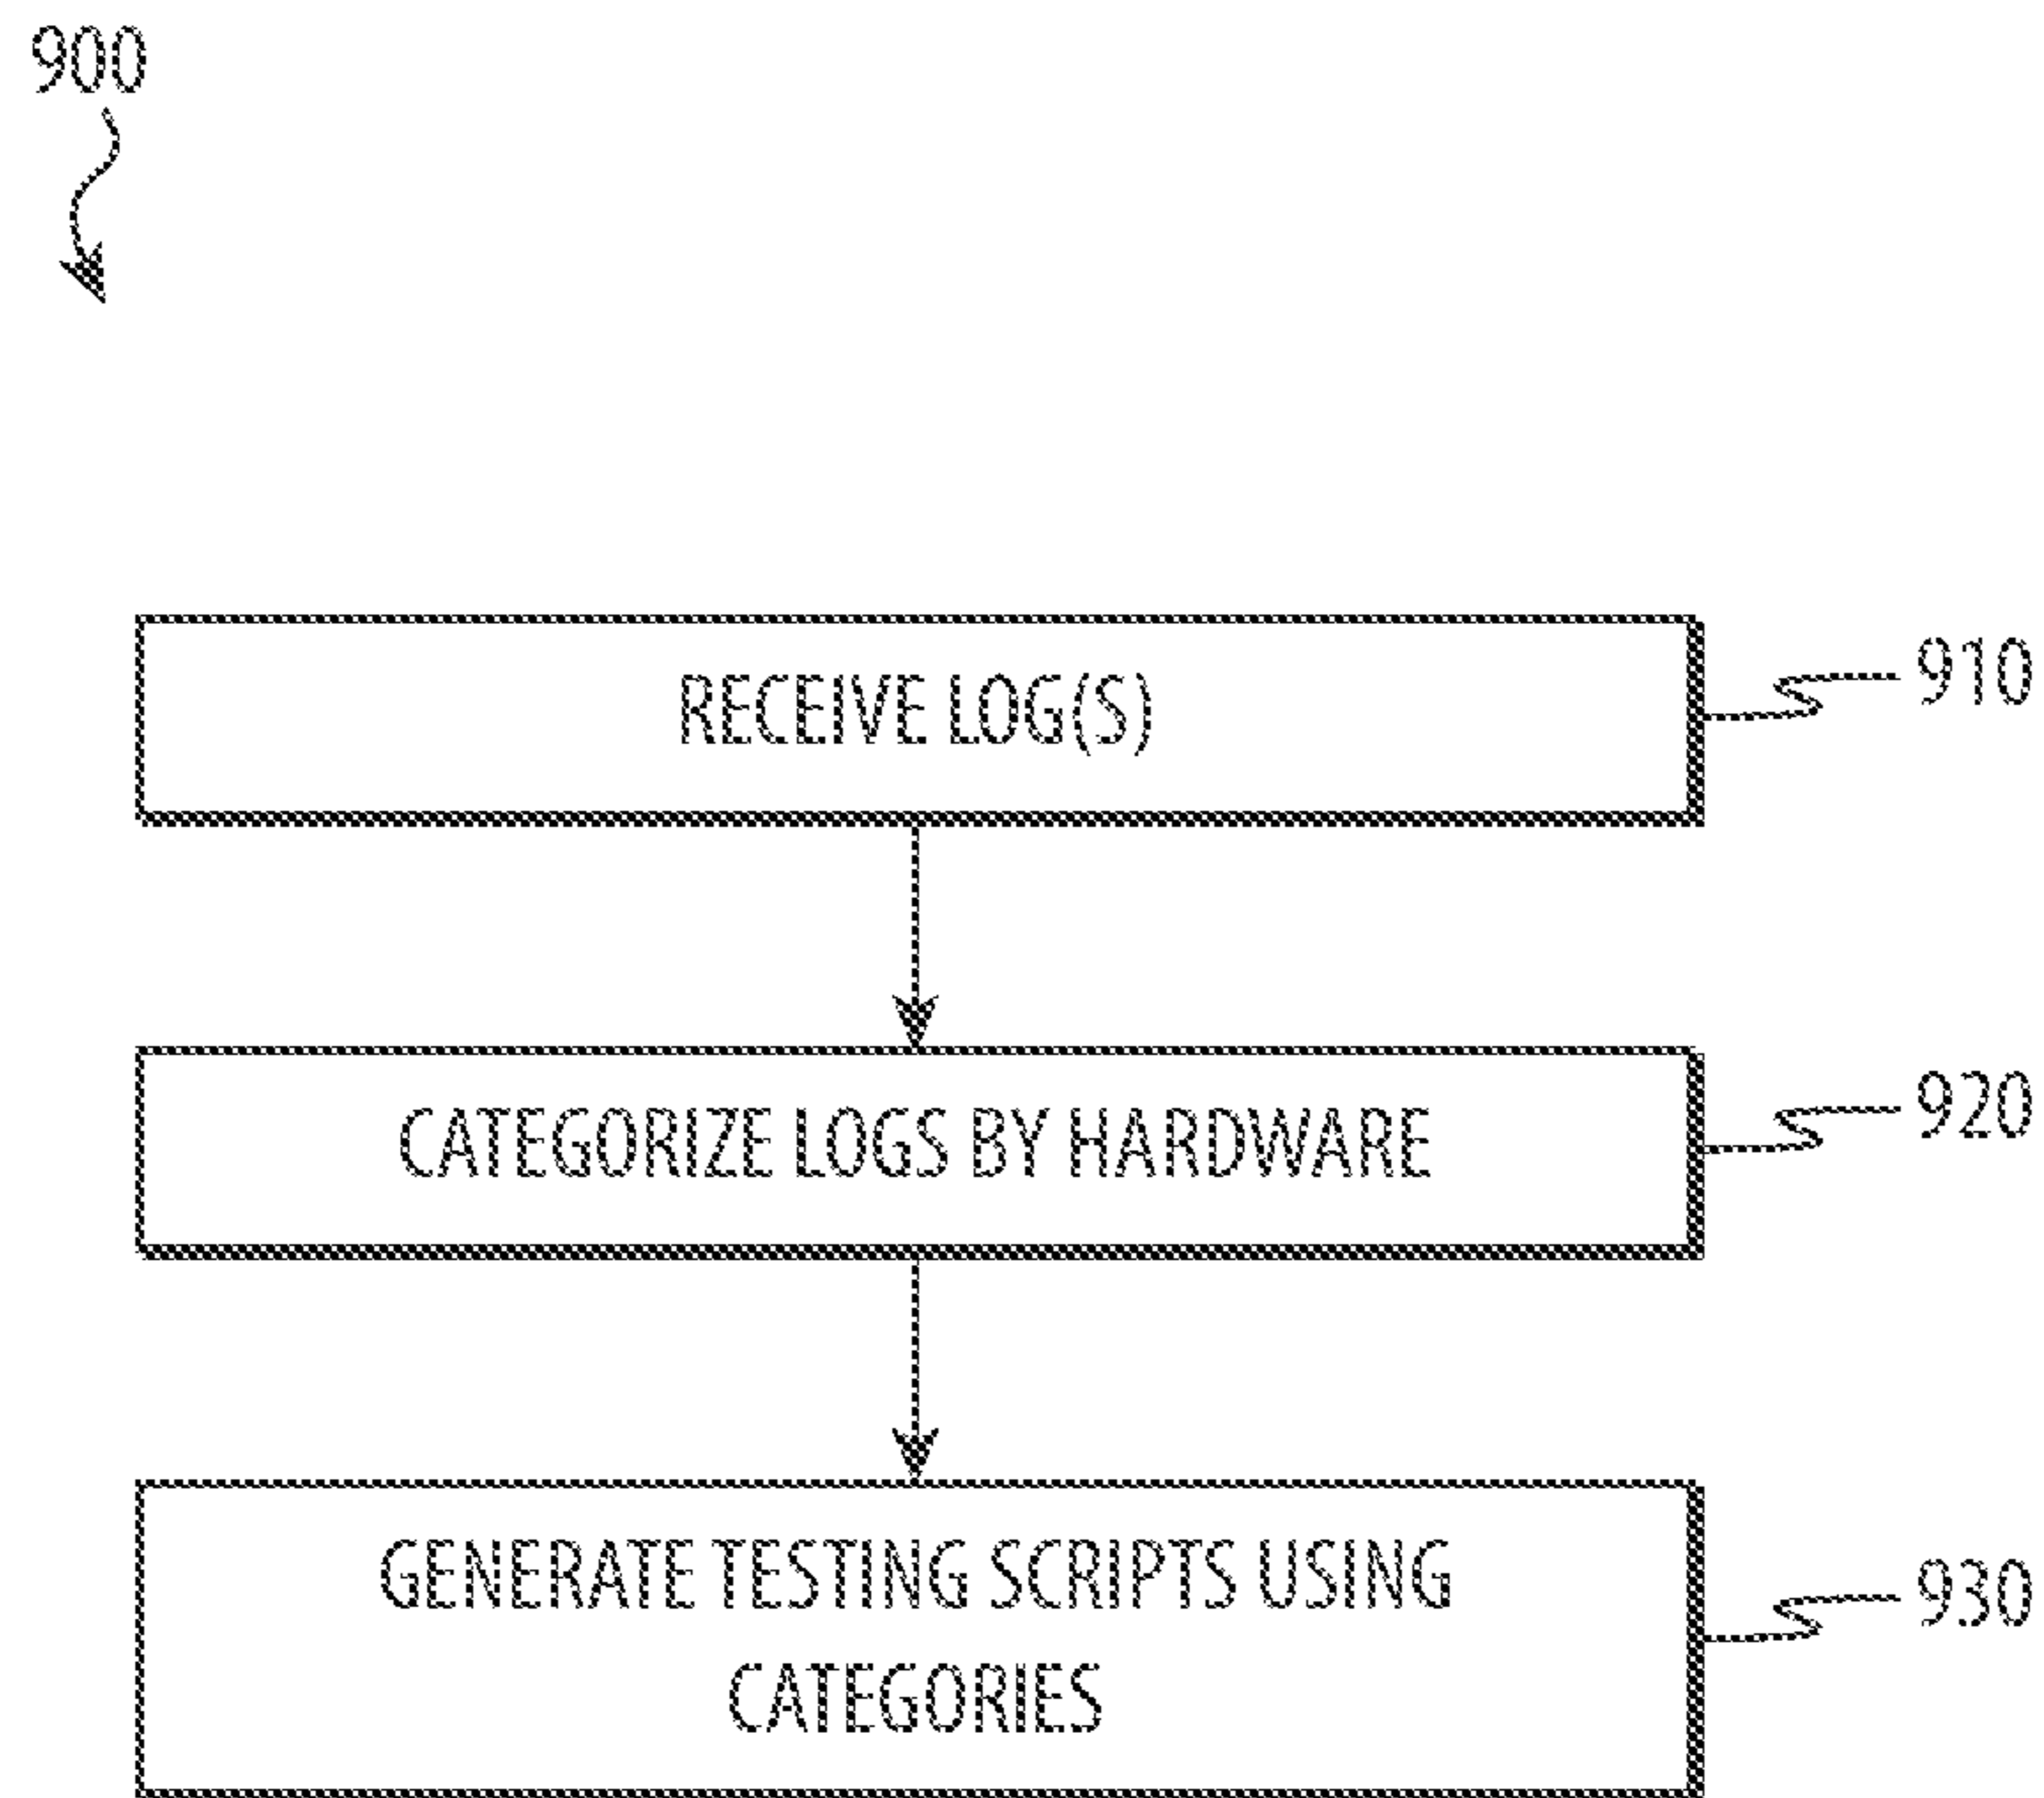 900
RECEIVE LOG(S)
910
CATEGORIZE LOGS BY HARDWARE
920
GENERATE TESTING SCRIPTS USING
CATEGORIES
930